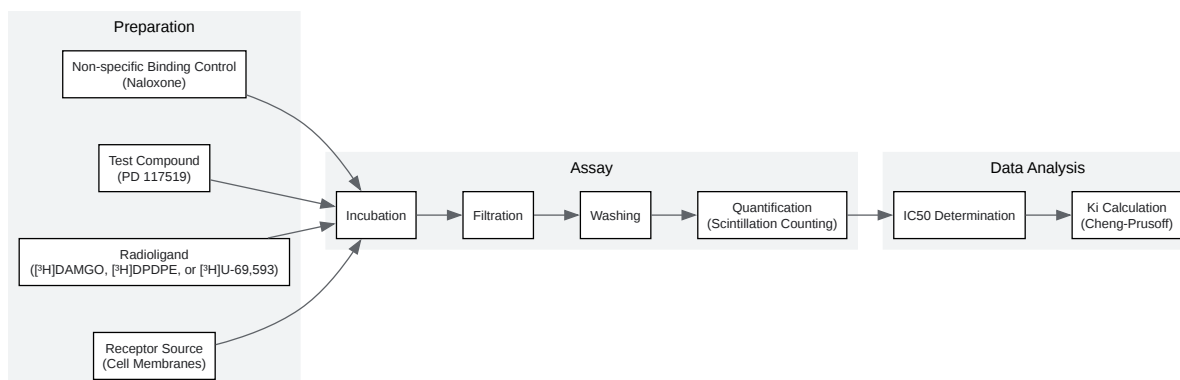 Preparation
Non-specific Binding Control
(Naloxone)
Test Compound
(PD 117519)
Radioligand
([³H]DAMGO, [³H]DPDPE, or [³H]U-69,593)
Receptor Source
(Cell Membranes)
Assay
Incubation
Filtration
Washing
Quantification
(Scintillation Counting)
Data Analysis
IC50 Determination
Ki Calculation
(Cheng-Prusoff)